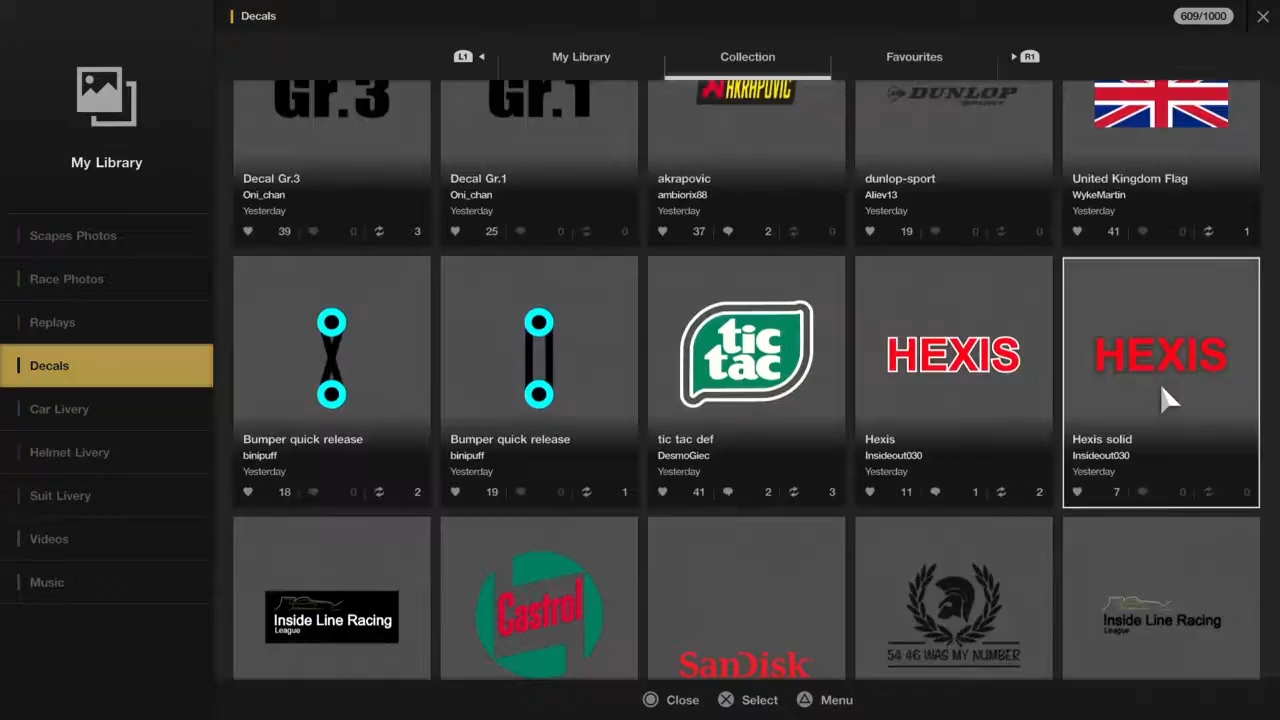 Decals
609/1000
My Library
L1
My Library
Collection
Favourites
R1
Scapes Photos
Race Photos
Replays
Decals
Car Livery
Helmet Livery
Suit Livery
Videos
Music
Gr.3
Decal Gr.3
Oni_chan
Yesterday
39 0 3
Gr.1
Decal Gr.1
Oni_chan
Yesterday
25 0 0
AKRAPOVIC
akrapovic
ambiorix88
Yesterday
37 2 0
DUNLOP
SPORT
dunlop-sport
Aliev13
Yesterday
19 0 0
United Kingdom Flag
WykeMartin
Yesterday
41 0 1
Bumper quick release
binipuff
Yesterday
18 0 2
Bumper quick release
binipuff
Yesterday
19 0 1
tic
tac
tic tac def
DesmoGiec
Yesterday
41 2 3
HEXIS
Hexis
Insideout030
Yesterday
11 1 2
HEXIS
Hexis solid
Insideout030
Yesterday
7 0 0
Inside Line Racing
League
Castrol
SanDisk
54 46 WAS MY NUMBER
Inside Line Racing
League
Close
Select
Menu